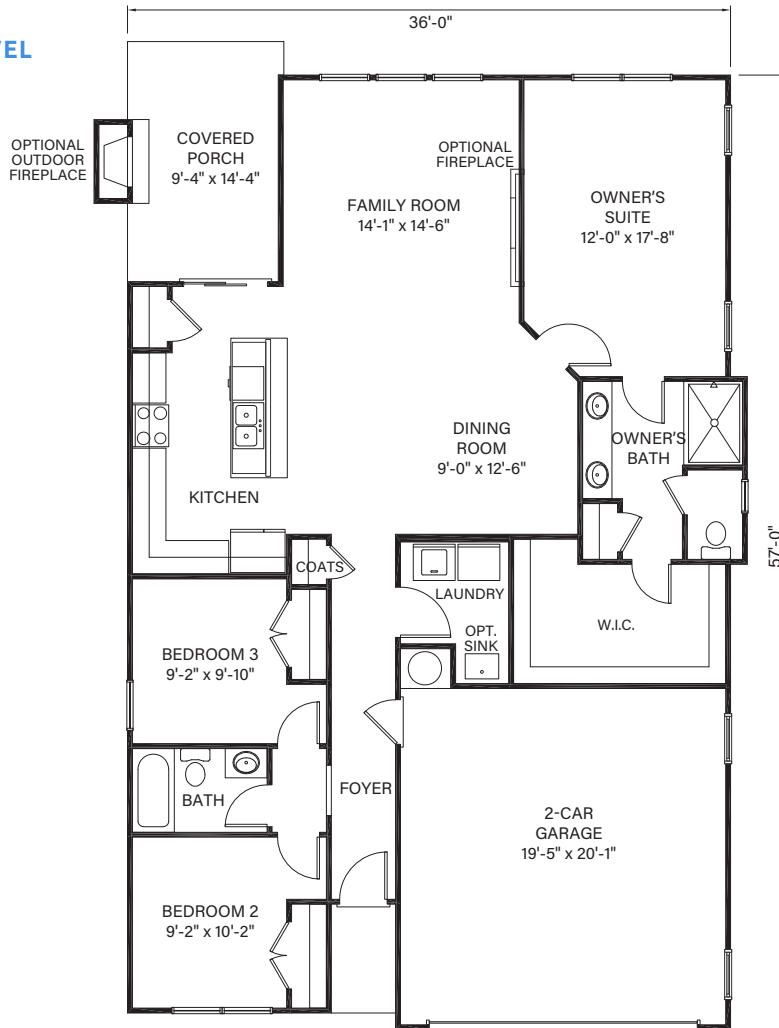 36'-0"
OPTIONAL
OUTDOOR
FIREPLACE
COVERED
PORCH
9'-4" x 14'-4"
FAMILY ROOM
14'-1" x 14'-6"
OPTIONAL
FIREPLACE
OWNER'S
SUITE
12'-0" x 17'-8"
DINING
ROOM
9'-0" x 12'-6"
OWNER'S
BATH
KITCHEN
57'-0"
COATS
LAUNDRY
OPT.
SINK
W.I.C.
BEDROOM 3
9'-2" x 9'-10"
BATH
FOYER
2-CAR
GARAGE
19'-5" x 20'-1"
BEDROOM 2
9'-2" x 10'-2"